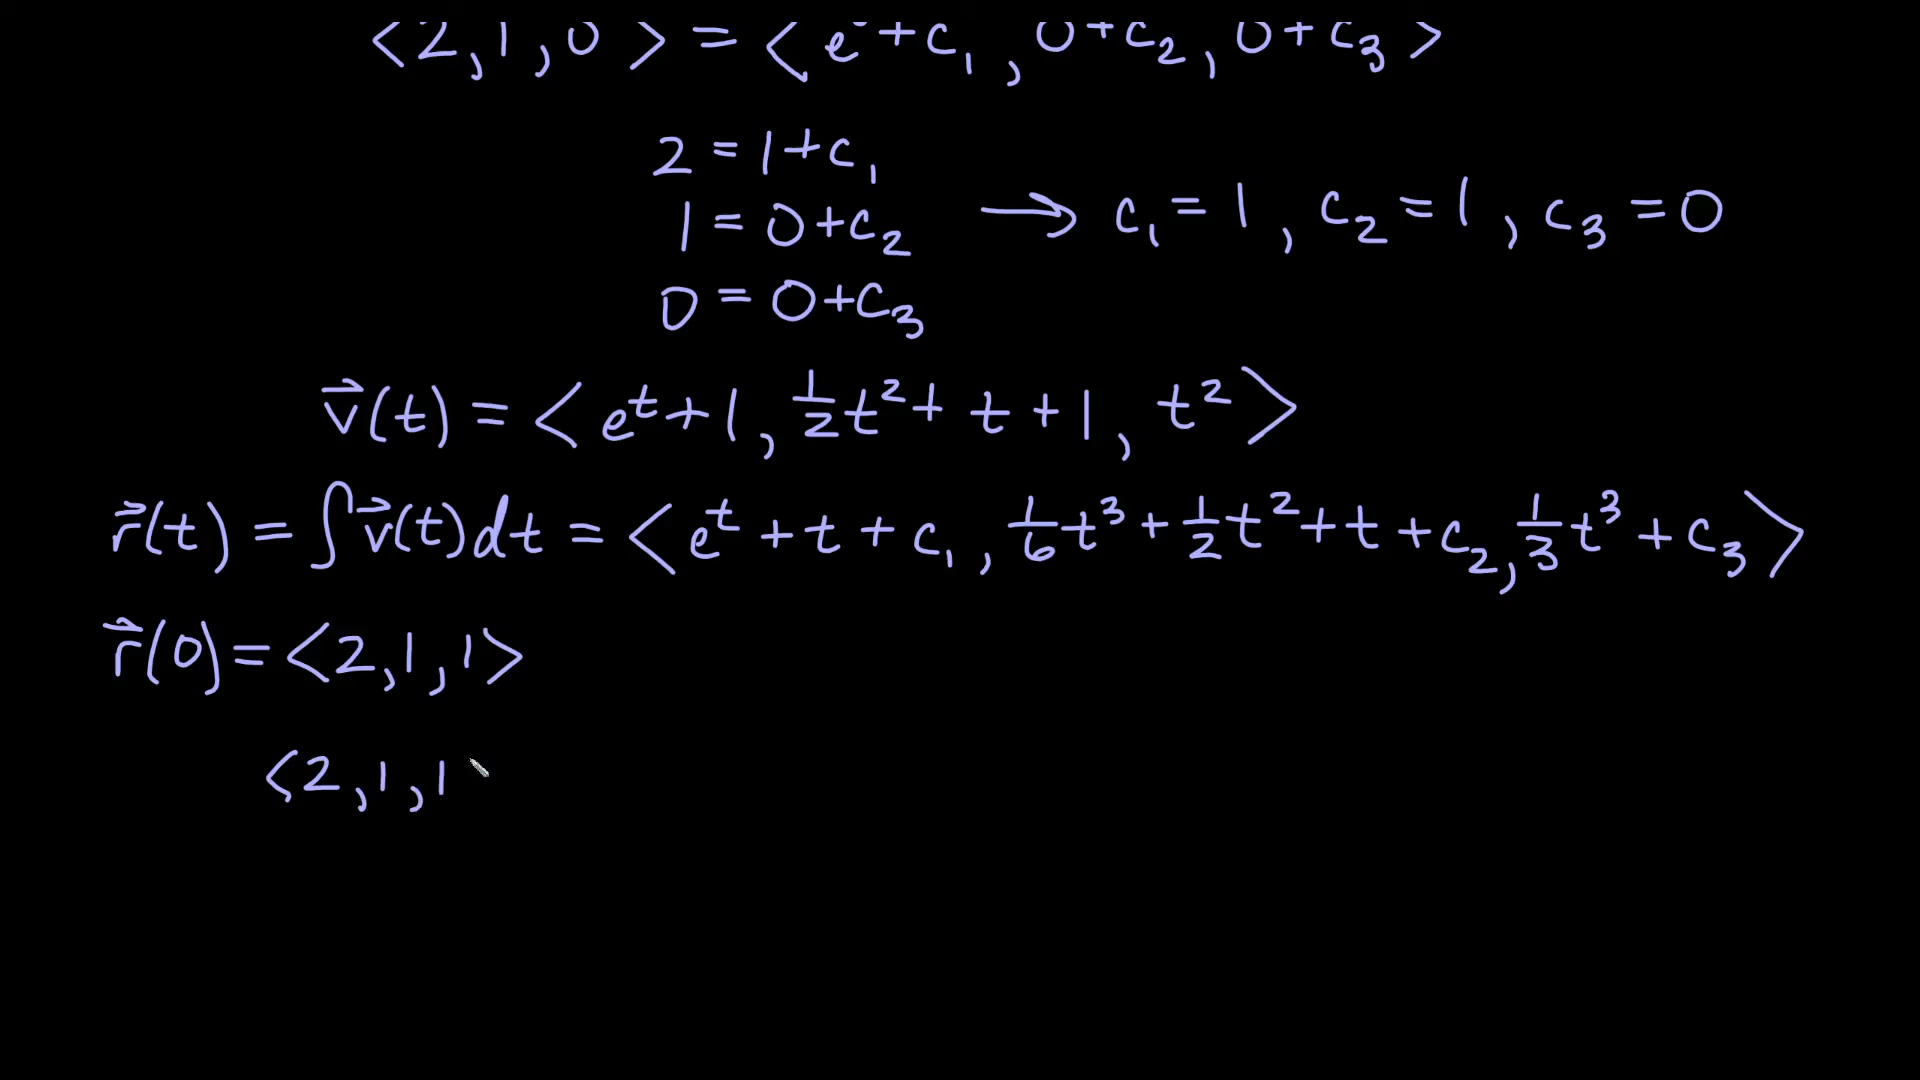 <2,1,0> = <e⁰+c₁, 0+c₂, 0+c₃>
2 = 1+c₁
1 = 0+c₂ → c₁ = 1, c₂ = 1, c₃ = 0
0 = 0+c₃
v⃗(t) = <eᵗ+1, ½t²+t+1, t²>
r⃗(t) = ∫v⃗(t)dt = <eᵗ+t+c₁, ⅙t³+½t²+t+c₂, ⅓t³+c₃>
r⃗(0) = <2,1,1>
<2,1,1